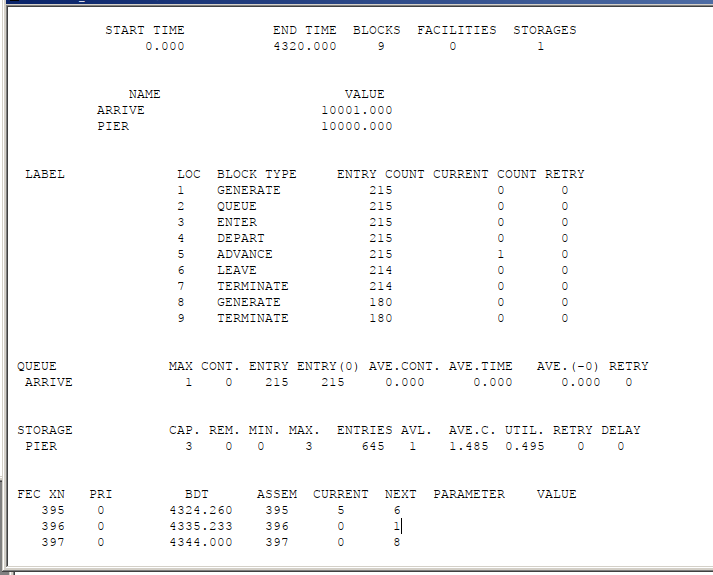 START TIME END TIME BLOCKS FACILITIES STORAGES
0.000 4320.000 9 0 1
NAME VALUE
ARRIVE 10001.000
PIER 10000.000
LABEL LOC BLOCK TYPE ENTRY COUNT CURRENT COUNT RETRY
1 GENERATE 215 0 0
2 QUEUE 215 0 0
3 ENTER 215 0 0
4 DEPART 215 0 0
5 ADVANCE 215 1 0
6 LEAVE 214 0 0
7 TERMINATE 214 0 0
8 GENERATE 180 0 0
9 TERMINATE 180 0 0
QUEUE MAX CONT. ENTRY ENTRY(0) AVE.CONT. AVE.TIME AVE.(-0) RETRY
ARRIVE 1 0 215 215 0.000 0.000 0.000 0
STORAGE CAP. REM. MIN. MAX. ENTRIES AVL. AVE.C. UTIL. RETRY DELAY
PIER 3 0 0 3 645 1 1.485 0.495 0 0
FEC XN PRI BDT ASSEM CURRENT NEXT PARAMETER VALUE
395 0 4324.260 395 5 6
396 0 4335.233 396 0 1
397 0 4344.000 397 0 8